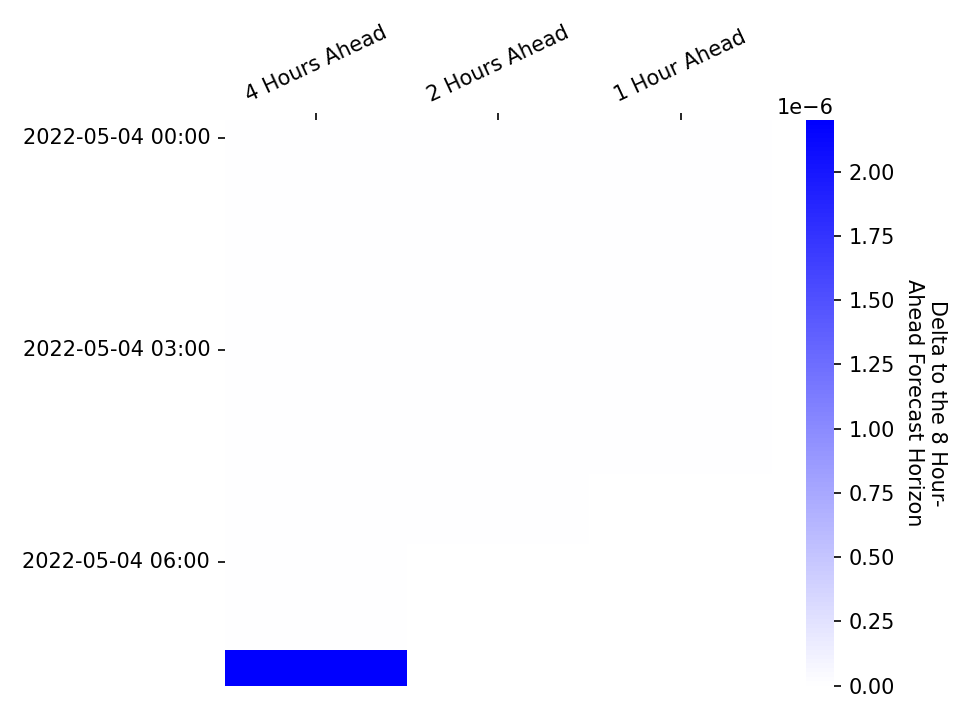 4 Hours Ahead
2 Hours Ahead
1 Hour Ahead
1e−6
2022-05-04 00:00
2022-05-04 03:00
2022-05-04 06:00
2.00
1.75
1.50
1.25
1.00
0.75
0.50
0.25
0.00
Delta to the 8 Hour-
Ahead Forecast Horizon